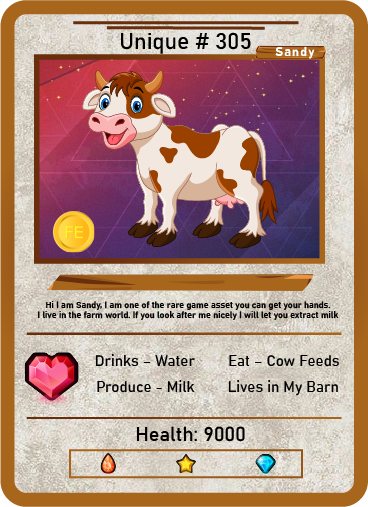 Unique # 305
Sandy
FE
Hi I am Sandy, I am one of the rare game asset you can get your hands.
I live in the farm world. If you look after me nicely I will let you extract milk
Drinks - Water
Eat - Cow Feeds
Produce - Milk
Lives in My Barn
Health: 9000